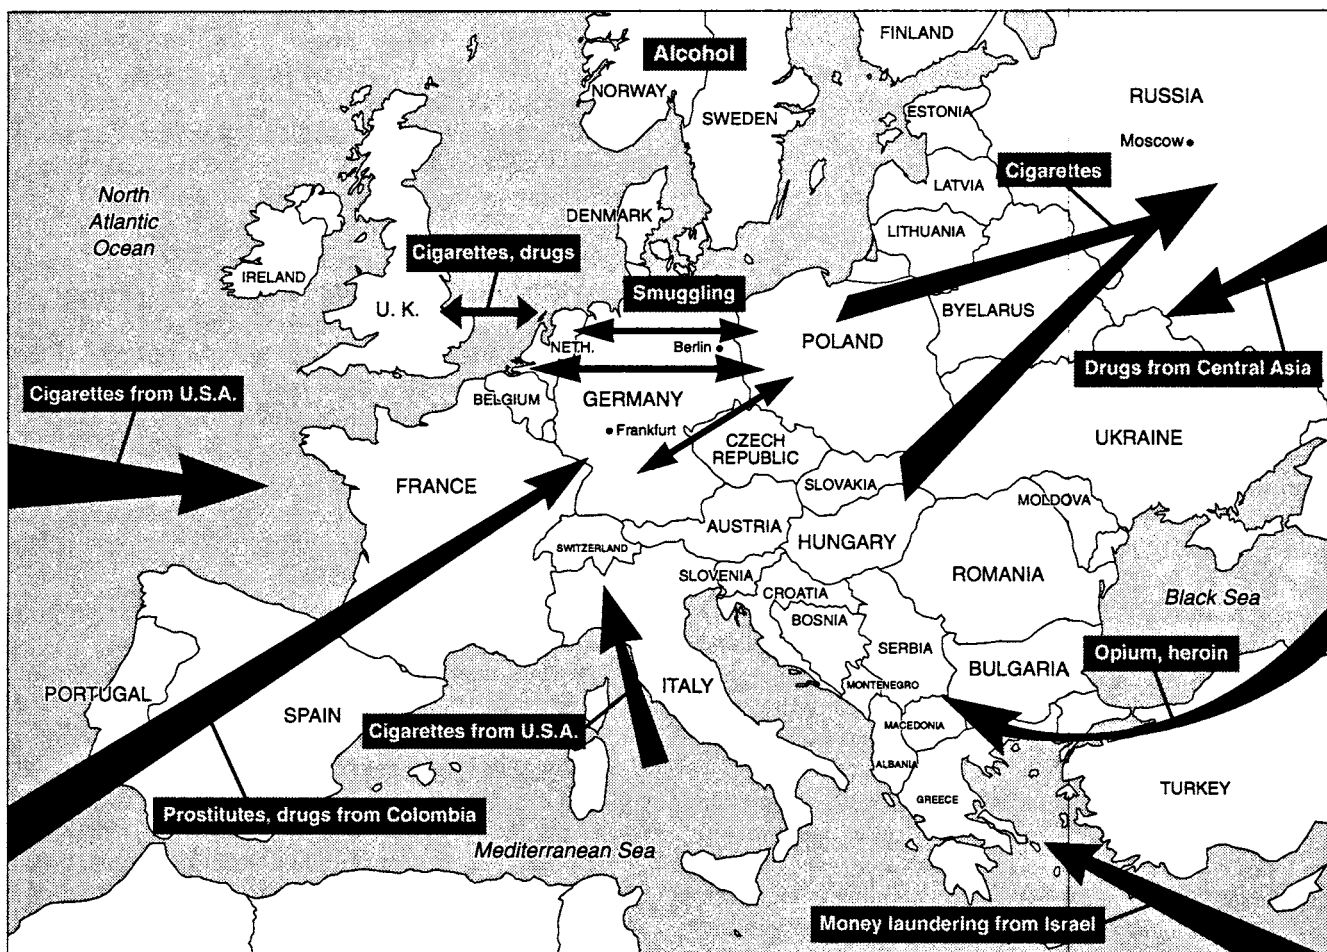 FINLAND
Alcohol
NORWAY
SWEDEN
RUSSIA
ESTONIA
Moscow
Cigarettes
LATVIA
North
Atlantic
Ocean
DENMARK
LITHUANIA
Cigarettes, drugs
IRELAND
Smuggling
U. K.
BYELARUS
NETH.
Berlin
POLAND
Drugs from Central Asia
Cigarettes from U.S.A.
BELGIUM
GERMANY
Frankfurt
CZECH
REPUBLIC
UKRAINE
FRANCE
SLOVAKIA
MOLDOVA
AUSTRIA
HUNGARY
SWITZERLAND
ROMANIA
SLOVENIA
CROATIA
Black Sea
BOSNIA
SERBIA
Opium, heroin
BULGARIA
PORTUGAL
ITALY
MONTENEGRO
SPAIN
MACEDONIA
Cigarettes from U.S.A.
ALBANIA
TURKEY
GREECE
Prostitutes, drugs from Colombia
Mediterranean Sea
Money laundering from Israel